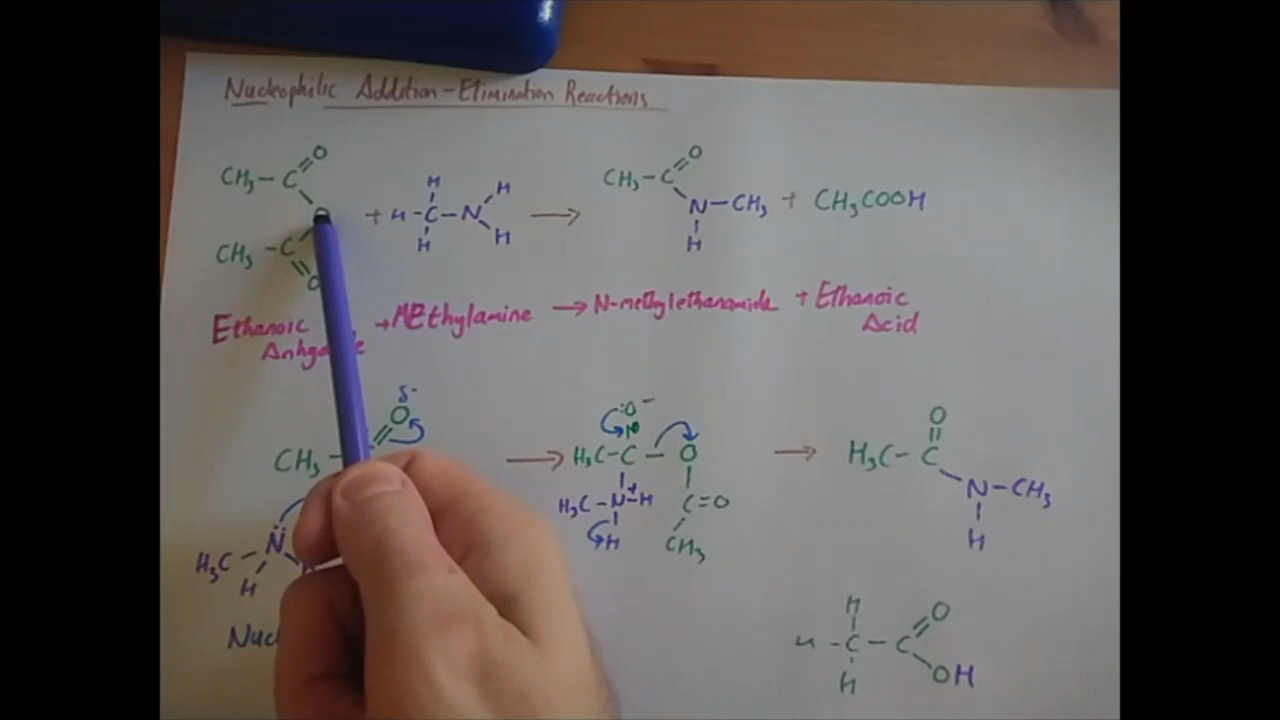 Nucleophilic Addition-Elimination Reactions
O
CH₃-C
O
CH₃-C
O
+
H
H-C-N
H
H
H
→
O
CH₃-C
N-CH₃
H
+ CH₃COOH
Ethanoic
+ Methylamine → N-methylethanamide + Ethanoic
Acid
δ-
O
CH₃
N̈
H₃C
H
→
:O⁻
H₃C-C-O
H₃C-N⁺-H
H
C=O
CH₃
→
O
H₃C-C
N-CH₃
H
H
H-C-C
H
O
OH